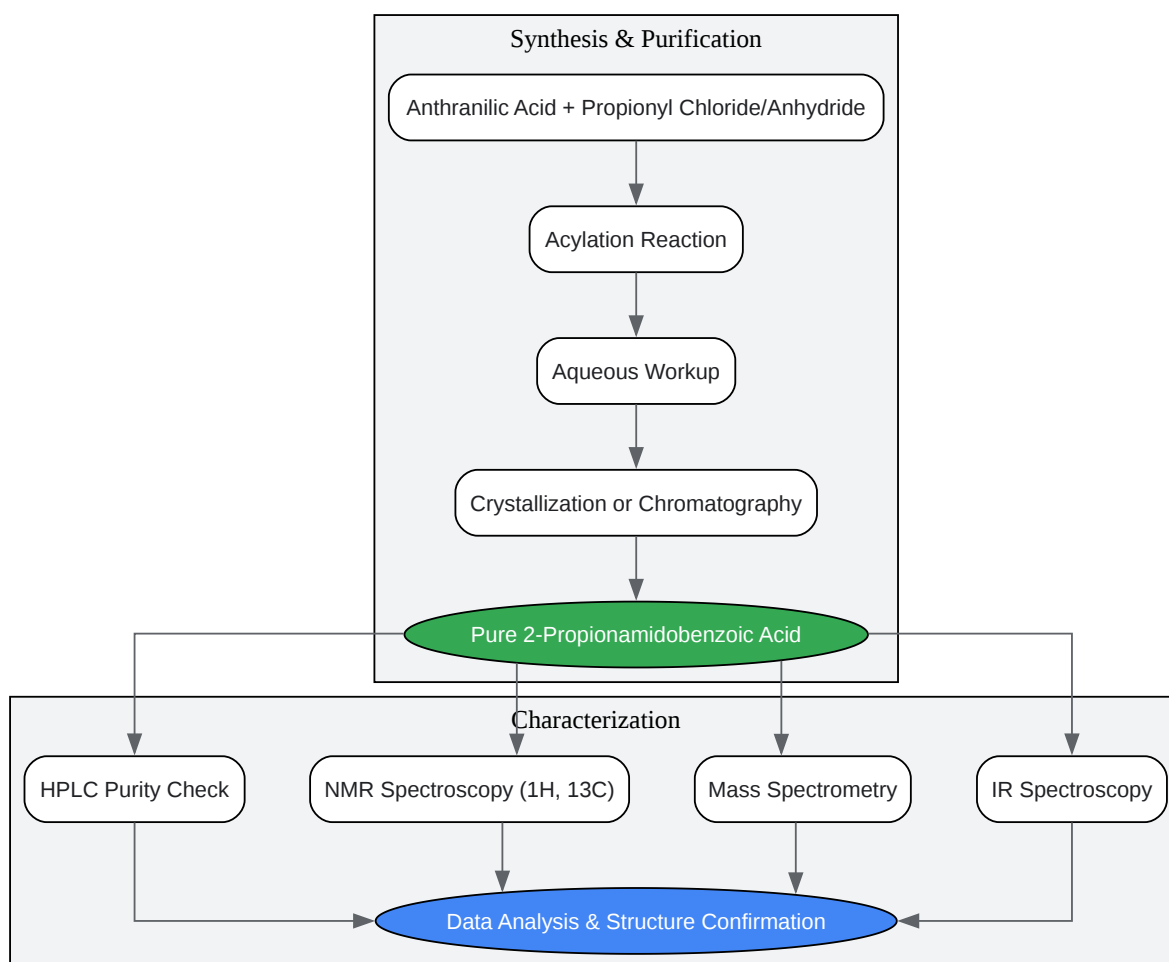 Synthesis & Purification
Anthranilic Acid + Propionyl Chloride/Anhydride
Acylation Reaction
Aqueous Workup
Crystallization or Chromatography
Pure 2-Propionamidobenzoic Acid
Characterization
HPLC Purity Check
NMR Spectroscopy (1H, 13C)
Mass Spectrometry
IR Spectroscopy
Data Analysis & Structure Confirmation